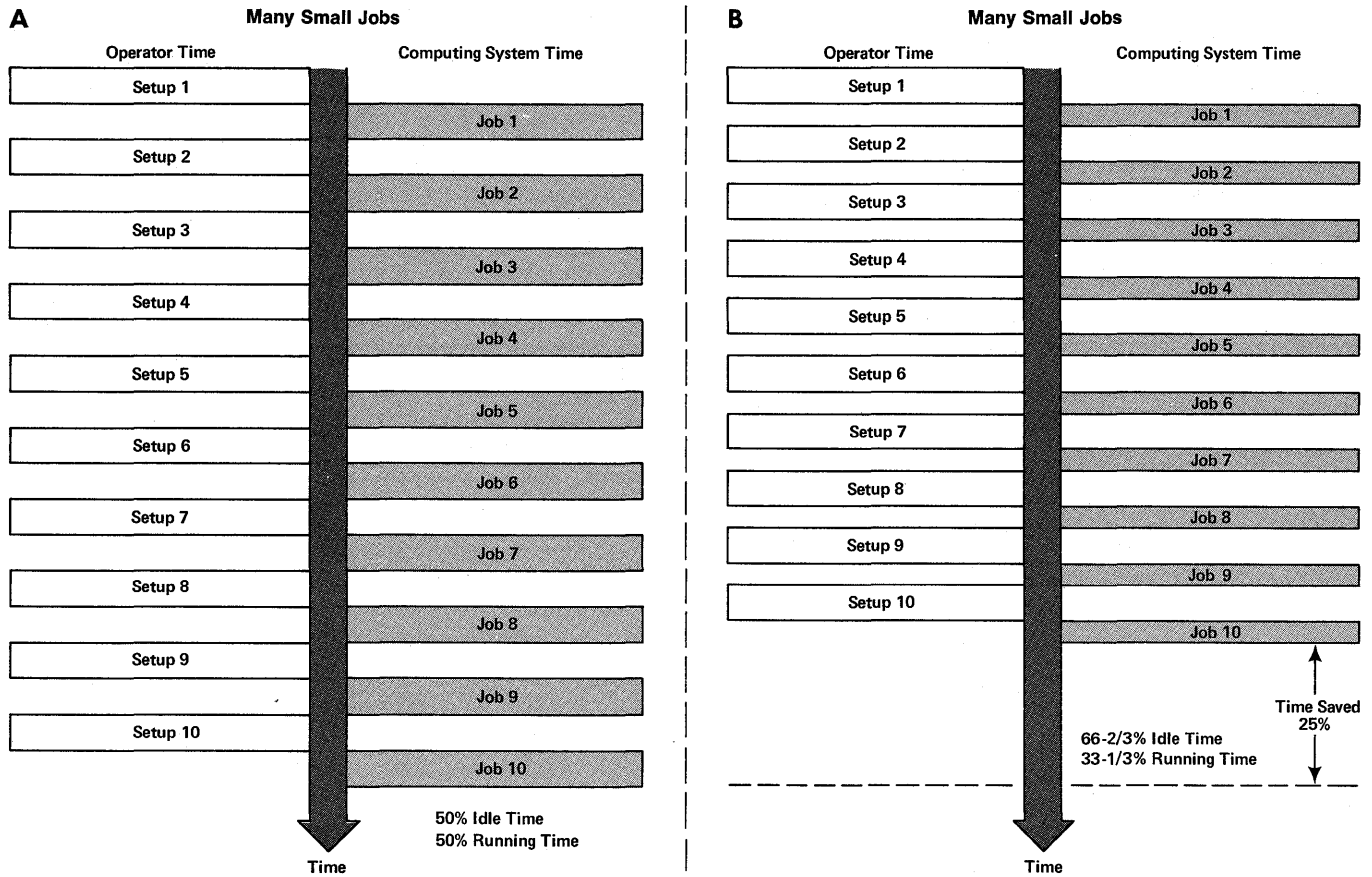 A
Many Small Jobs
Operator Time
Computing System Time
Setup 1
Job 1
Setup 2
Job 2
Setup 3
Job 3
Setup 4
Job 4
Setup 5
Job 5
Setup 6
Job 6
Setup 7
Job 7
Setup 8
Job 8
Setup 9
Job 9
Setup 10
Job 10
50% Idle Time
50% Running Time
Time
B
Many Small Jobs
Operator Time
Computing System Time
Setup 1
Job 1
Setup 2
Job 2
Setup 3
Job 3
Setup 4
Job 4
Setup 5
Job 5
Setup 6
Job 6
Setup 7
Job 7
Setup 8
Job 8
Setup 9
Job 9
Setup 10
Job 10
Time Saved
25%
66-2/3% Idle Time
33-1/3% Running Time
Time